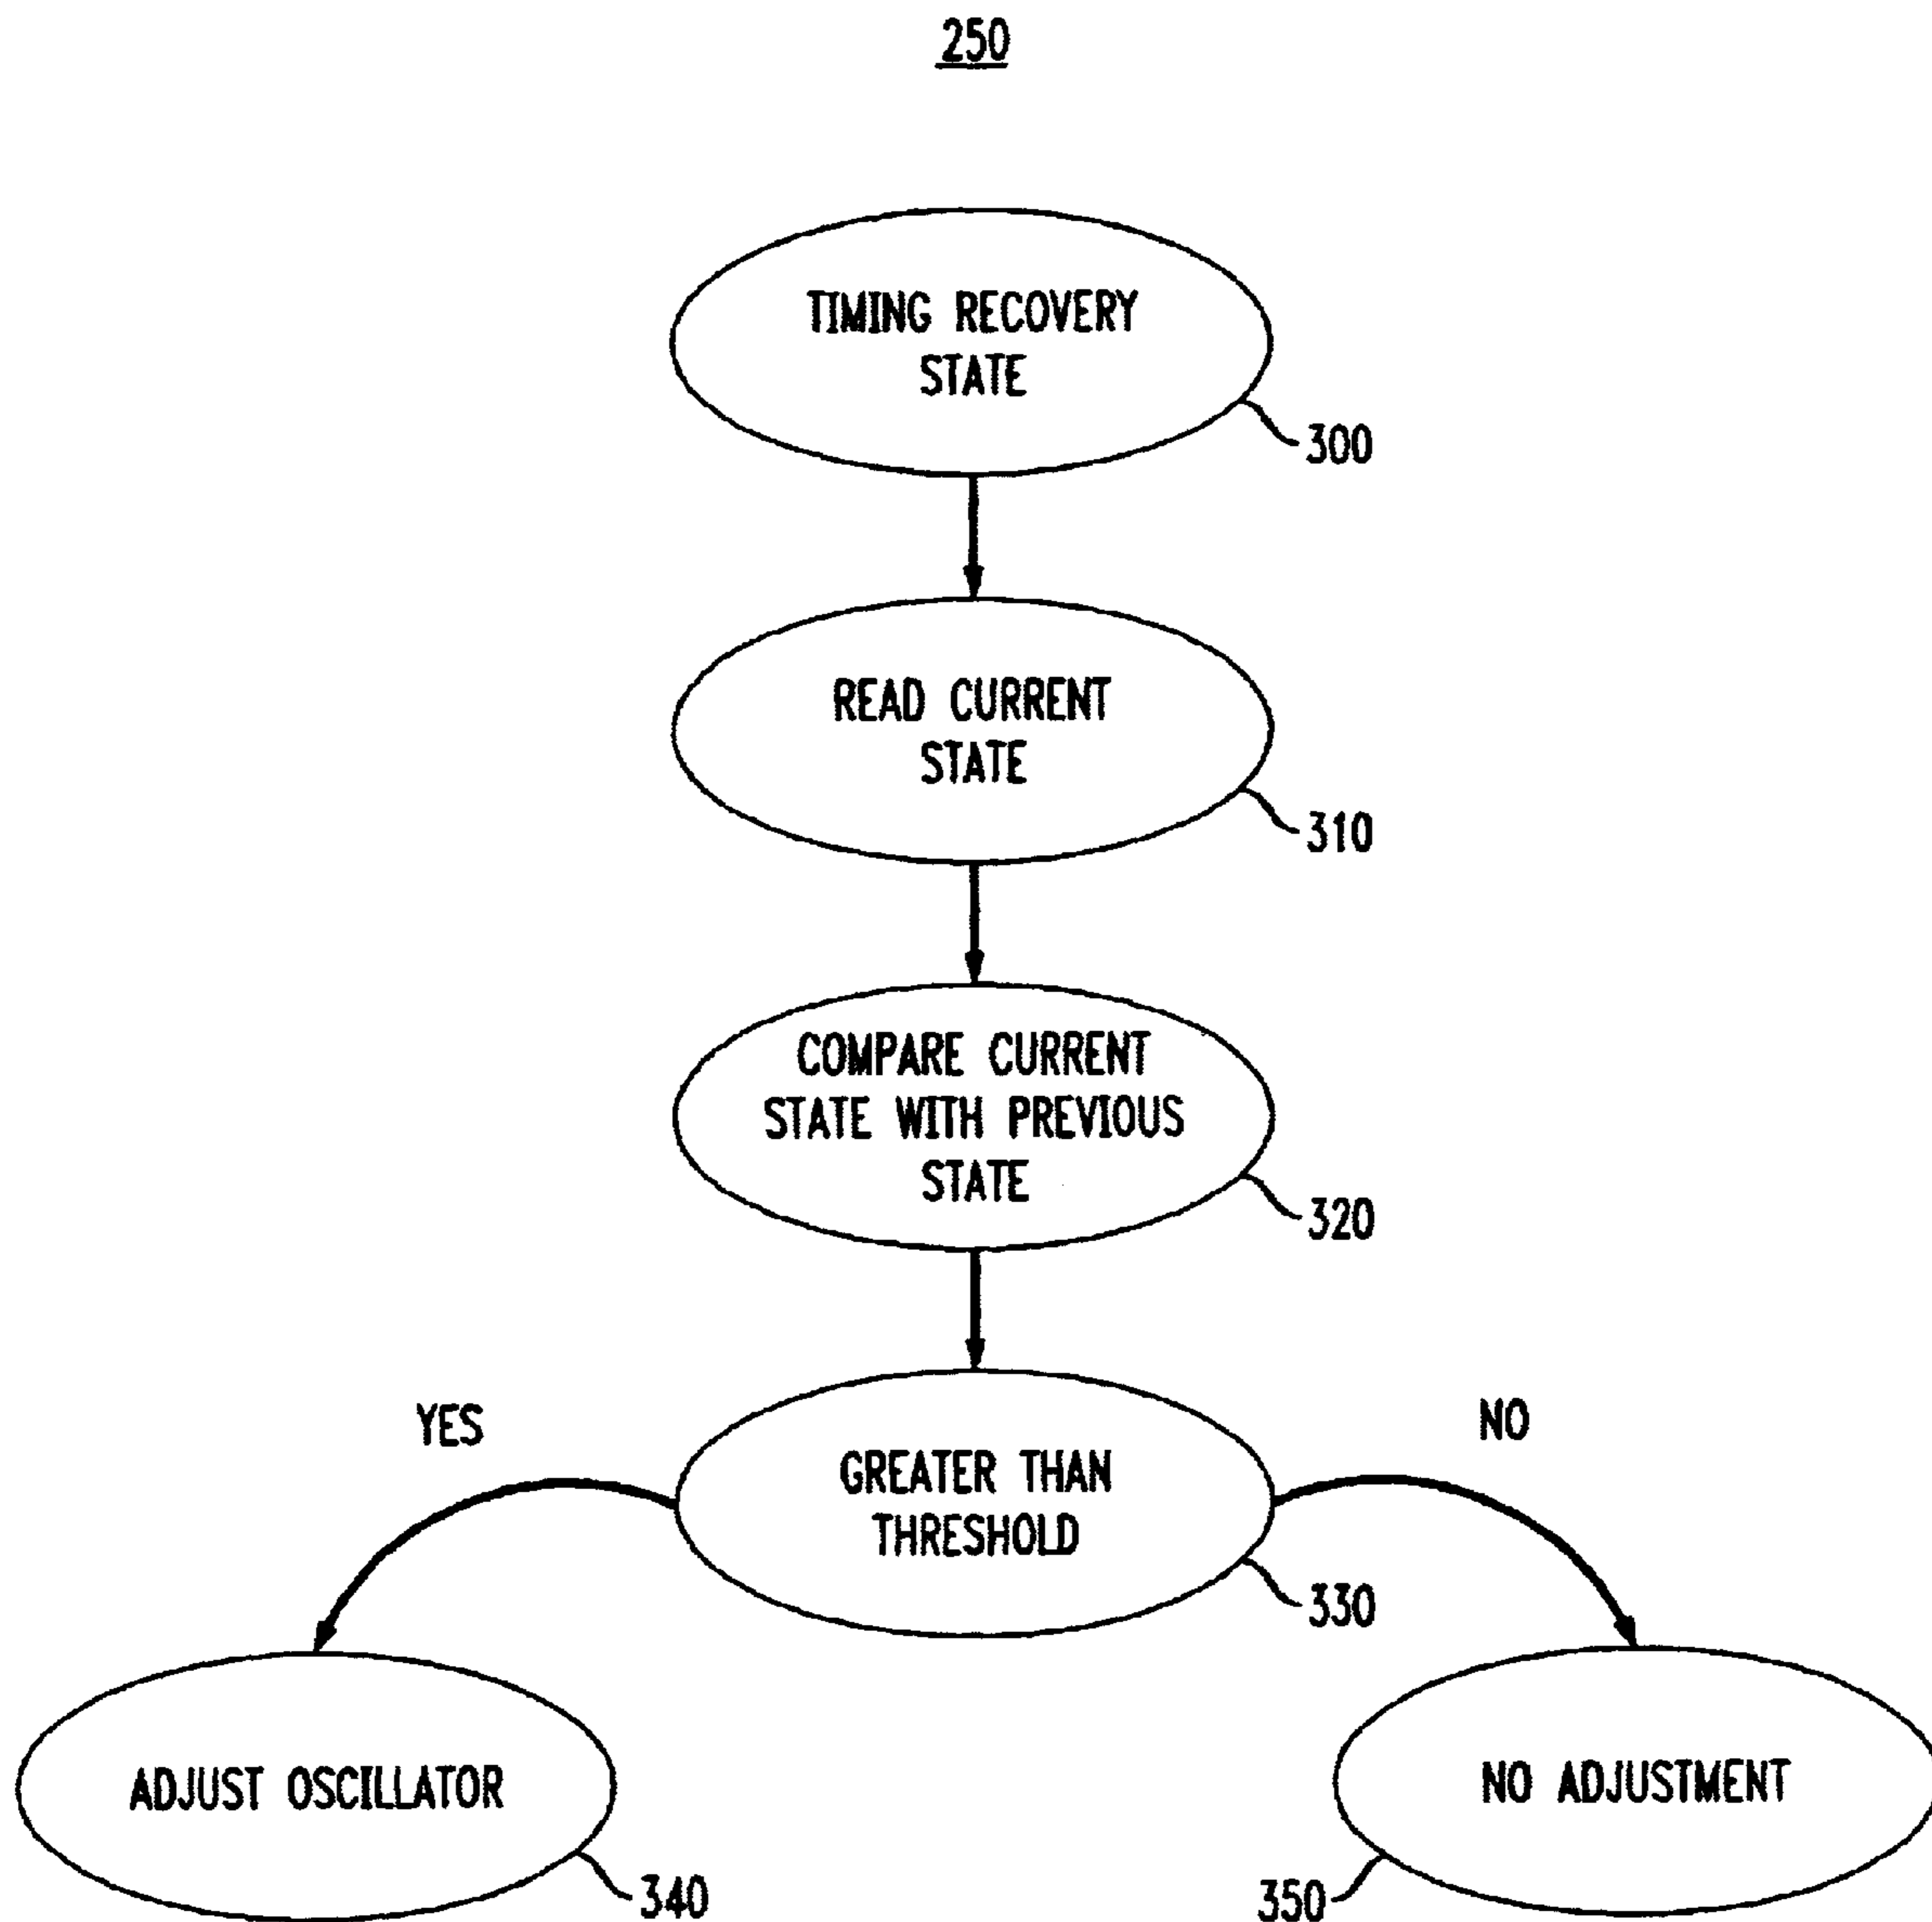 250
TIMING RECOVERY
STATE
300
READ CURRENT
STATE
310
COMPARE CURRENT
STATE WITH PREVIOUS
STATE
320
YES
NO
GREATER THAN
THRESHOLD
330
ADJUST OSCILLATOR
340
NO ADJUSTMENT
350